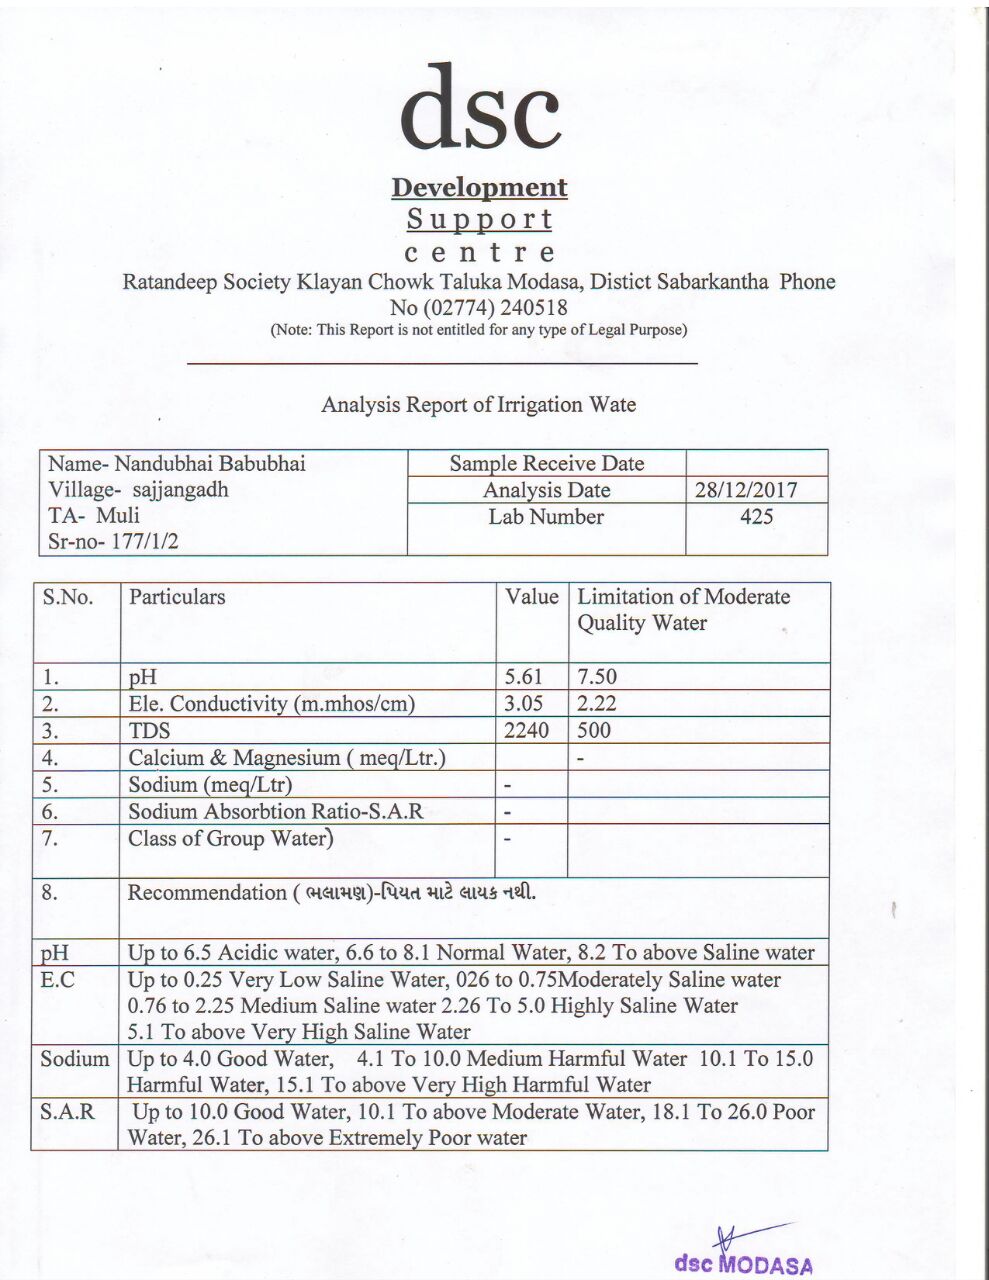 dsc
Development
Support
centre
Ratandeep Society Klayan Chowk Taluka Modasa, Distict Sabarkantha Phone
No (02774) 240518
(Note: This Report is not entitled for any type of Legal Purpose)
Analysis Report of Irrigation Wate
Name- Nandubhai Babubhai
Village- sajjangadh
TA- Muli
Sr-no- 177/1/2
Sample Receive Date
Analysis Date 28/12/2017
Lab Number 425
S.No. Particulars Value Limitation of Moderate
Quality Water
1. pH 5.61 7.50
2. Ele. Conductivity (m.mhos/cm) 3.05 2.22
3. TDS 2240 500
4. Calcium & Magnesium ( meq/Ltr.) -
5. Sodium (meq/Ltr) -
6. Sodium Absorbtion Ratio-S.A.R -
7. Class of Group Water) -
8. Recommendation ( ભલામણ)-પિયત માટે લાયક નથી.
pH Up to 6.5 Acidic water, 6.6 to 8.1 Normal Water, 8.2 To above Saline water
E.C Up to 0.25 Very Low Saline Water, 026 to 0.75Moderately Saline water
0.76 to 2.25 Medium Saline water 2.26 To 5.0 Highly Saline Water
5.1 To above Very High Saline Water
Sodium Up to 4.0 Good Water, 4.1 To 10.0 Medium Harmful Water 10.1 To 15.0
Harmful Water, 15.1 To above Very High Harmful Water
S.A.R Up to 10.0 Good Water, 10.1 To above Moderate Water, 18.1 To 26.0 Poor
Water, 26.1 To above Extremely Poor water
dsc MODASA